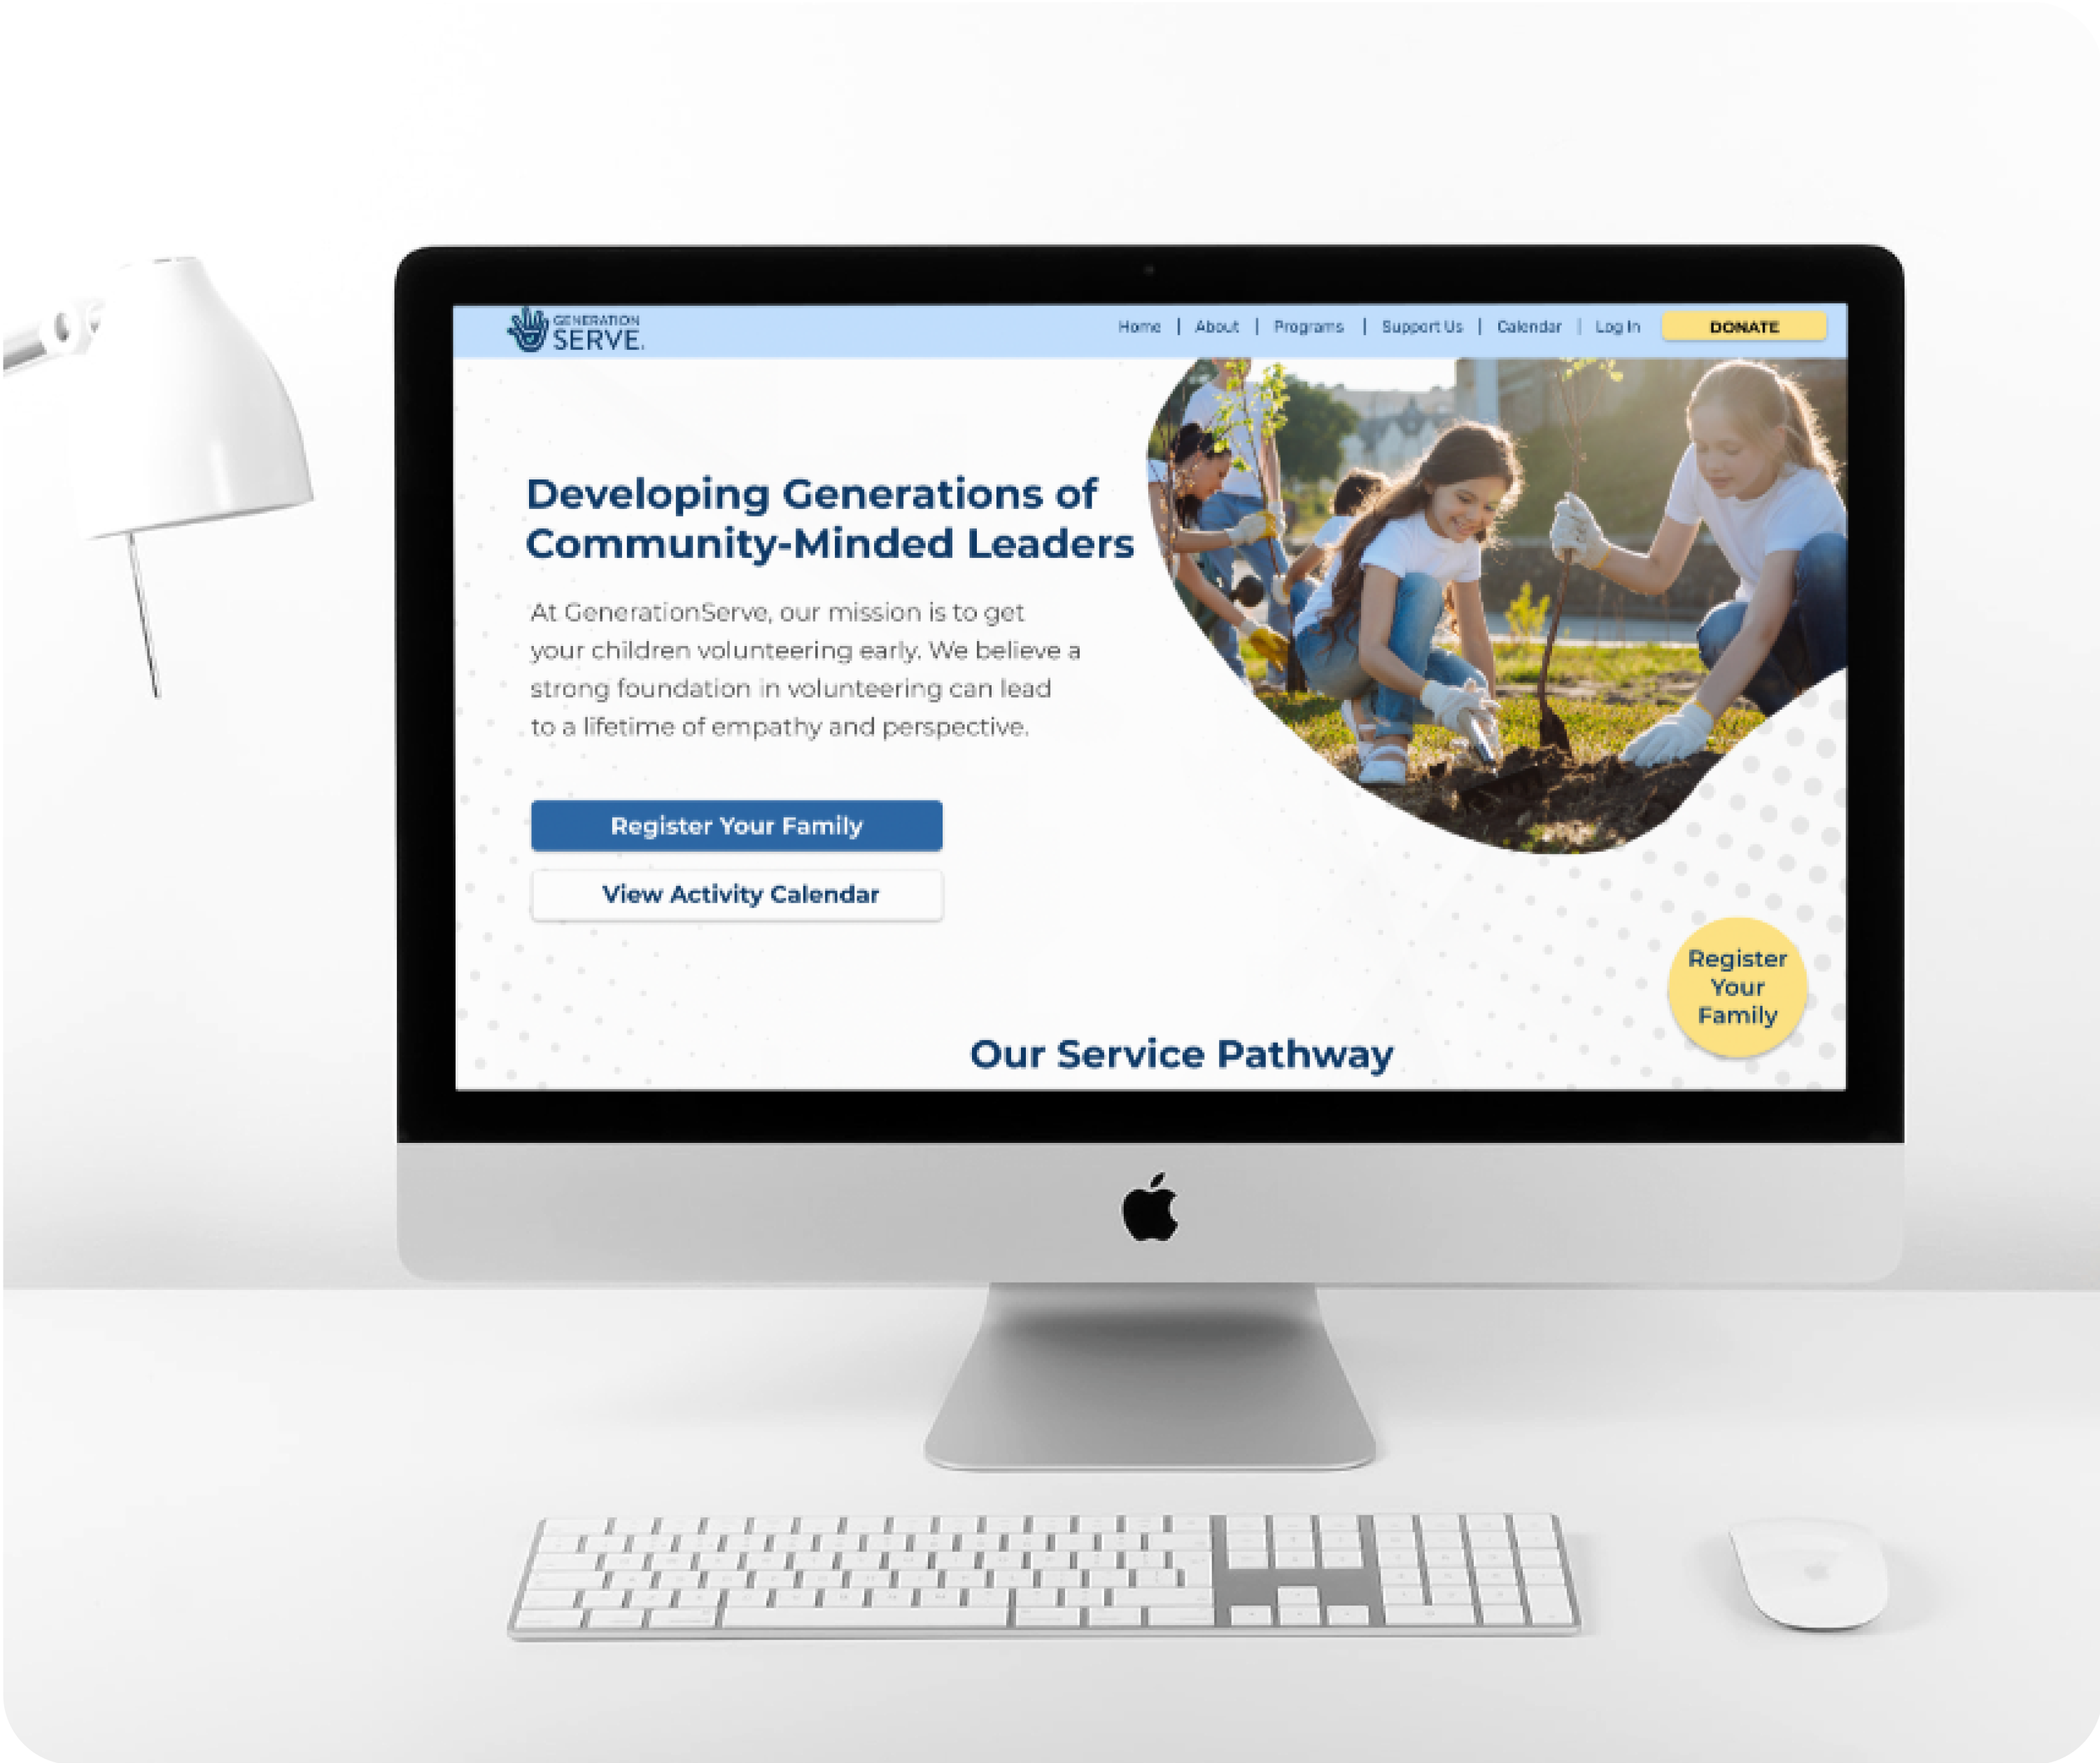 GENERATION
SERVE.
Home | About | Programs | Support Us | Calendar | Log In
DONATE
Developing Generations of
Community-Minded Leaders
At GenerationServe, our mission is to get
your children volunteering early. We believe a
strong foundation in volunteering can lead
to a lifetime of empathy and perspective.
Register Your Family
View Activity Calendar
Register
Your
Family
Our Service Pathway